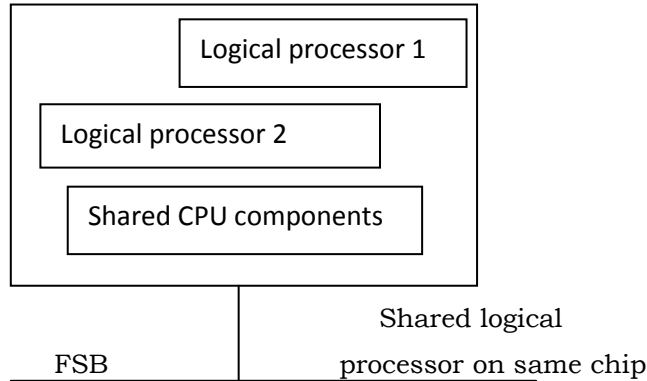 Logical processor 1
Logical processor 2
Shared CPU components
Shared logical
FSB
processor on same chip